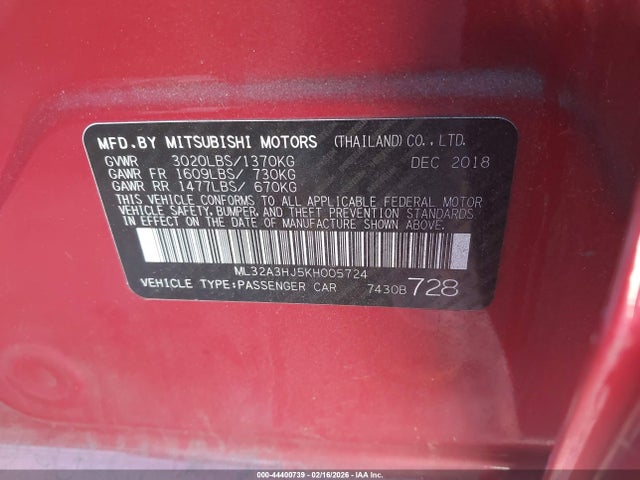 MFD.BY MITSUBISHI MOTORS (THAILAND)CO.,LTD.
GVWR 3020LBS/1370KG DEC 2018
GAWR FR 1609LBS/ 730KG
GAWR RR 1477LBS/ 670KG
THIS VEHICLE CONFORMS TO ALL APPLICABLE FEDERAL MOTOR
VEHICLE SAFETY, BUMPER, AND THEFT PREVENTION STANDARDS
IN EFFECT ON THE DATE OF MANUFACTURE SHOWN ABOVE.
ML32A3HJ5KH005724
VEHICLE TYPE:PASSENGER CAR 7430B 728
000-44400739 - 02/16/2026 - Copyright IAA, LLC